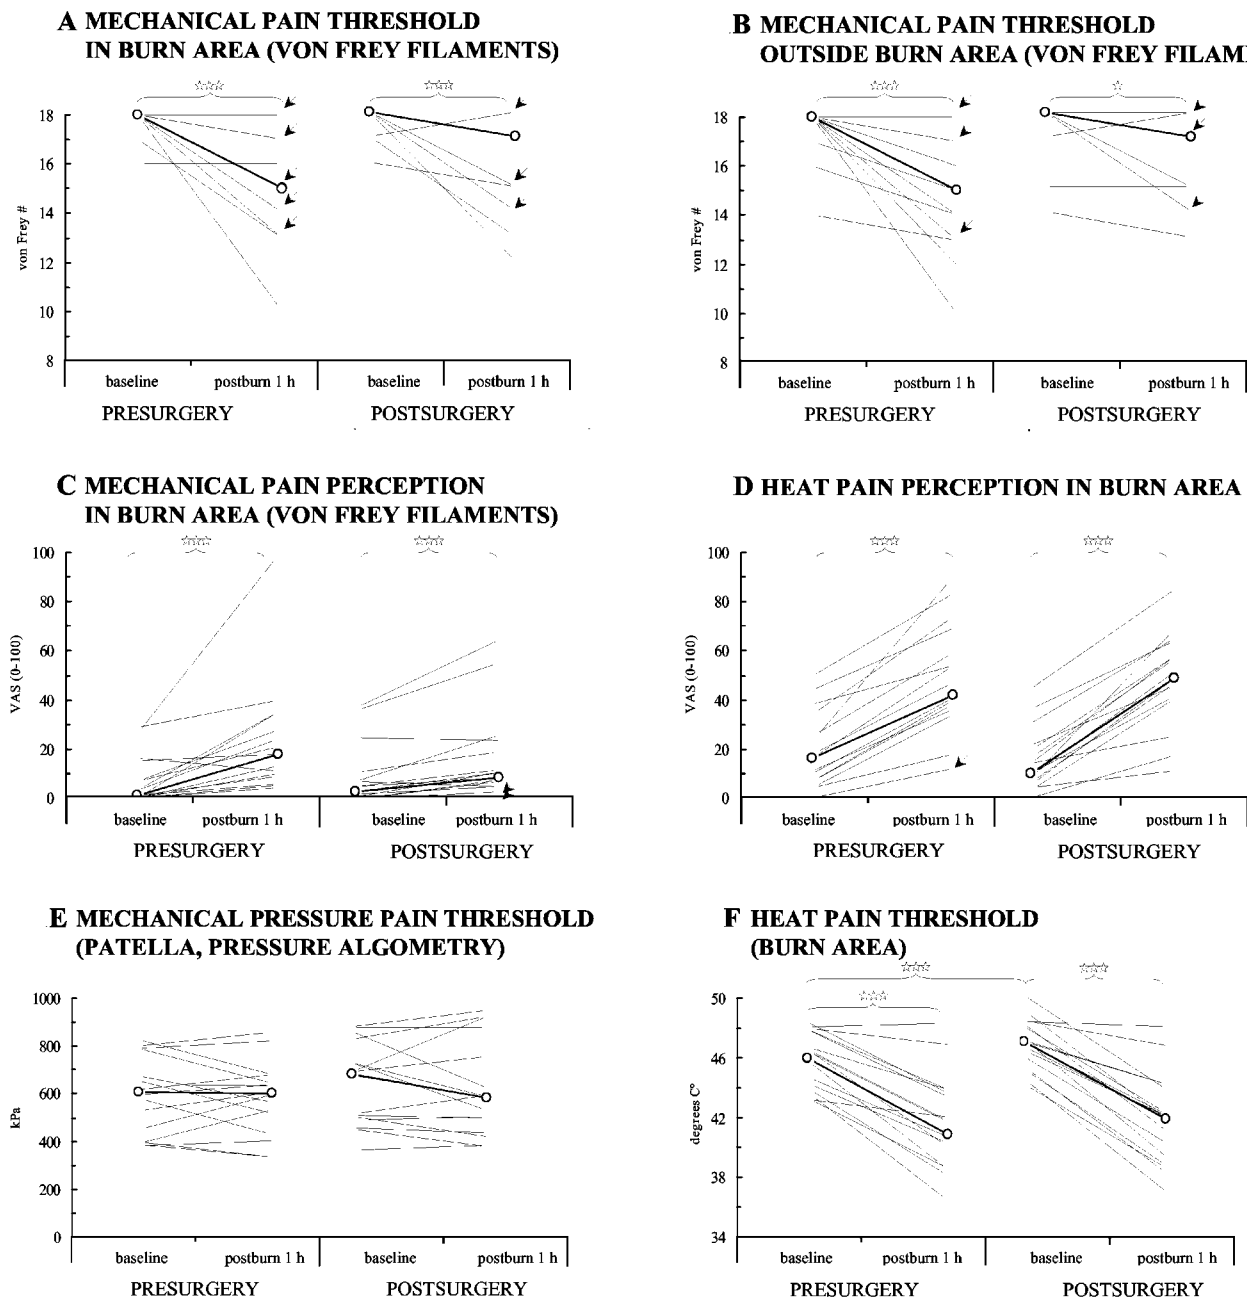 A MECHANICAL PAIN THRESHOLD
IN BURN AREA (VON FREY FILAMENTS)
18
16
14
12
10
8
von Frey #
baseline
postburn 1 h
baseline
postburn 1 h
PRESURGERY
POSTSURGERY
B MECHANICAL PAIN THRESHOLD
OUTSIDE BURN AREA (VON FREY FILAM
18
16
14
12
10
8
von Frey #
baseline
postburn 1 h
baseline
postburn 1 h
PRESURGERY
POSTSURGERY
C MECHANICAL PAIN PERCEPTION
IN BURN AREA (VON FREY FILAMENTS)
100
80
60
40
20
0
VAS (0-100)
baseline
postburn 1 h
baseline
postburn 1 h
PRESURGERY
POSTSURGERY
D HEAT PAIN PERCEPTION IN BURN AREA
100
80
60
40
20
0
VAS (0-100)
baseline
postburn 1 h
baseline
postburn 1 h
PRESURGERY
POSTSURGERY
E MECHANICAL PRESSURE PAIN THRESHOLD
(PATELLA, PRESSURE ALGOMETRY)
1000
800
600
400
200
0
kPa
baseline
postburn 1 h
baseline
postburn 1 h
PRESURGERY
POSTSURGERY
F HEAT PAIN THRESHOLD
(BURN AREA)
50
46
42
38
34
degrees C°
baseline
postburn 1 h
baseline
postburn 1 h
PRESURGERY
POSTSURGERY